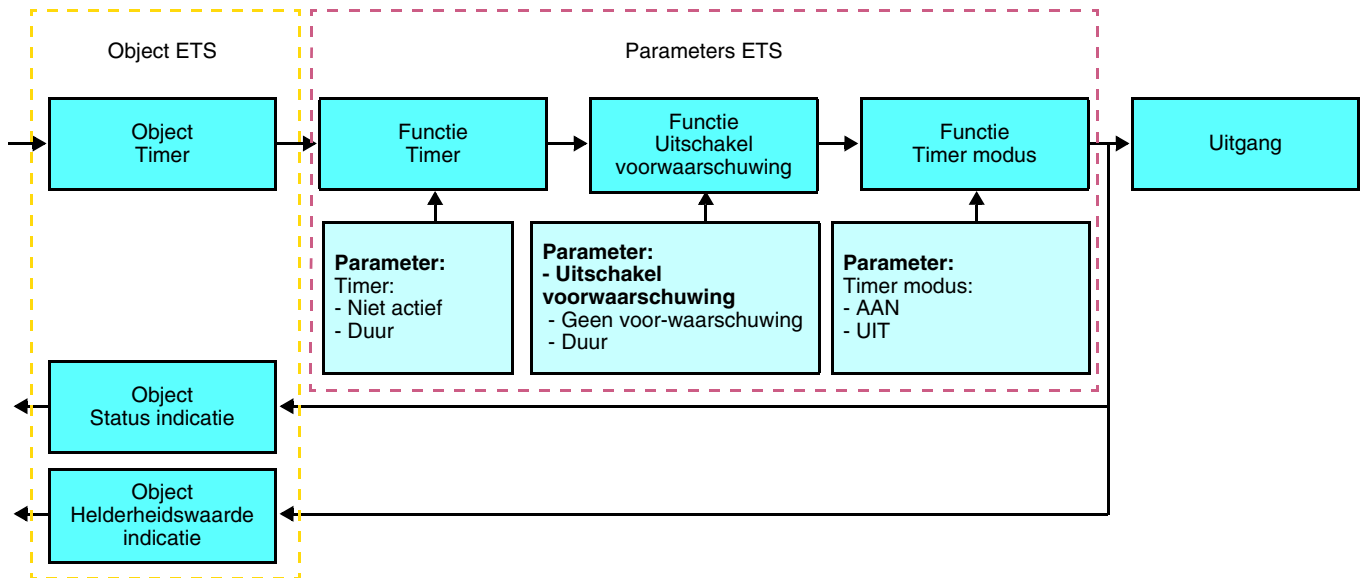 Object ETS
Parameters ETS
Object
Timer
Functie
Timer
Functie
Uitschakel
voorwaarschuwing
Functie
Timer modus
Uitgang
Parameter:
Timer:
- Niet actief
- Duur
Parameter:
- Uitschakel
voorwaarschuwing
- Geen voor-waarschuwing
- Duur
Parameter:
Timer modus:
- AAN
- UIT
Object
Status indicatie
Object
Helderheidswaarde
indicatie